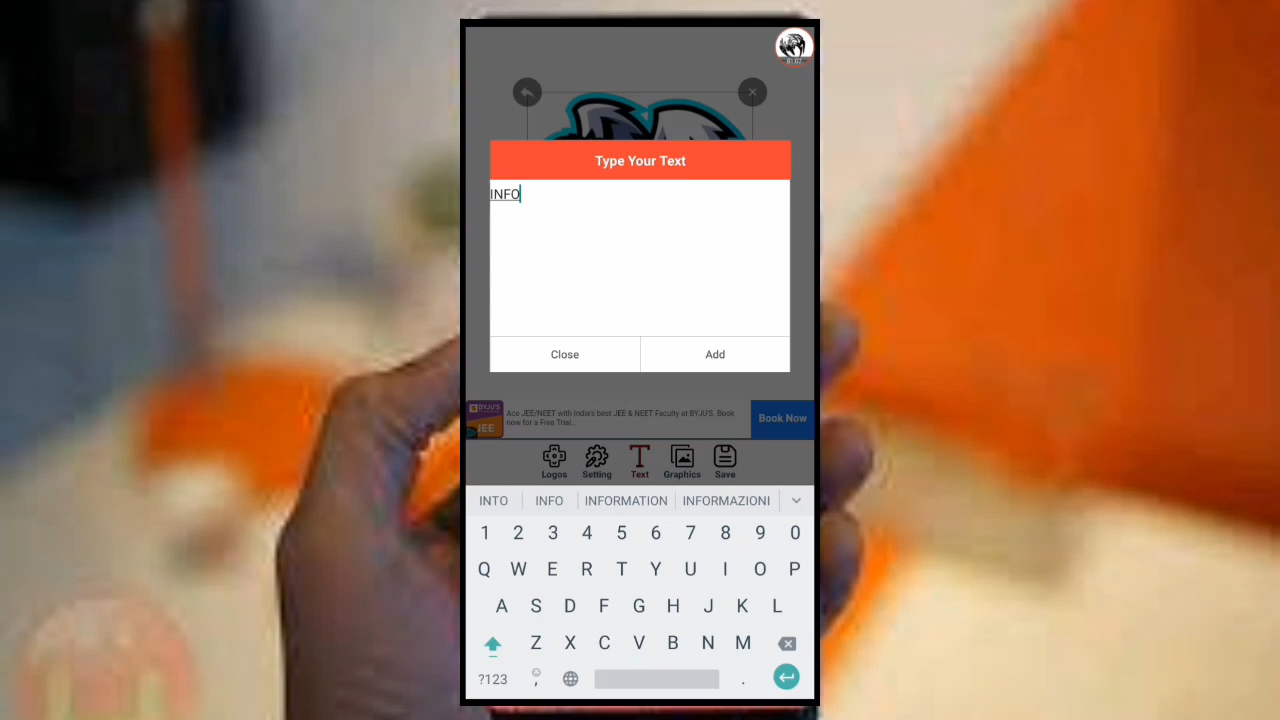 Type Your Text
INFO
Close
Add
BYJU'S
JEE
Ace JEE/NEET with India's best JEE & NEET Faculty at BYJU'S. Book
now for a Free Trial...
Book Now
Logos
Setting
Text
Graphics
Save
INTO
INFO
INFORMATION
INFORMAZIONI
1 2 3 4 5 6 7 8 9 0
Q W E R T Y U I O P
A S D F G H J K L
Z X C V B N M
?123 , .